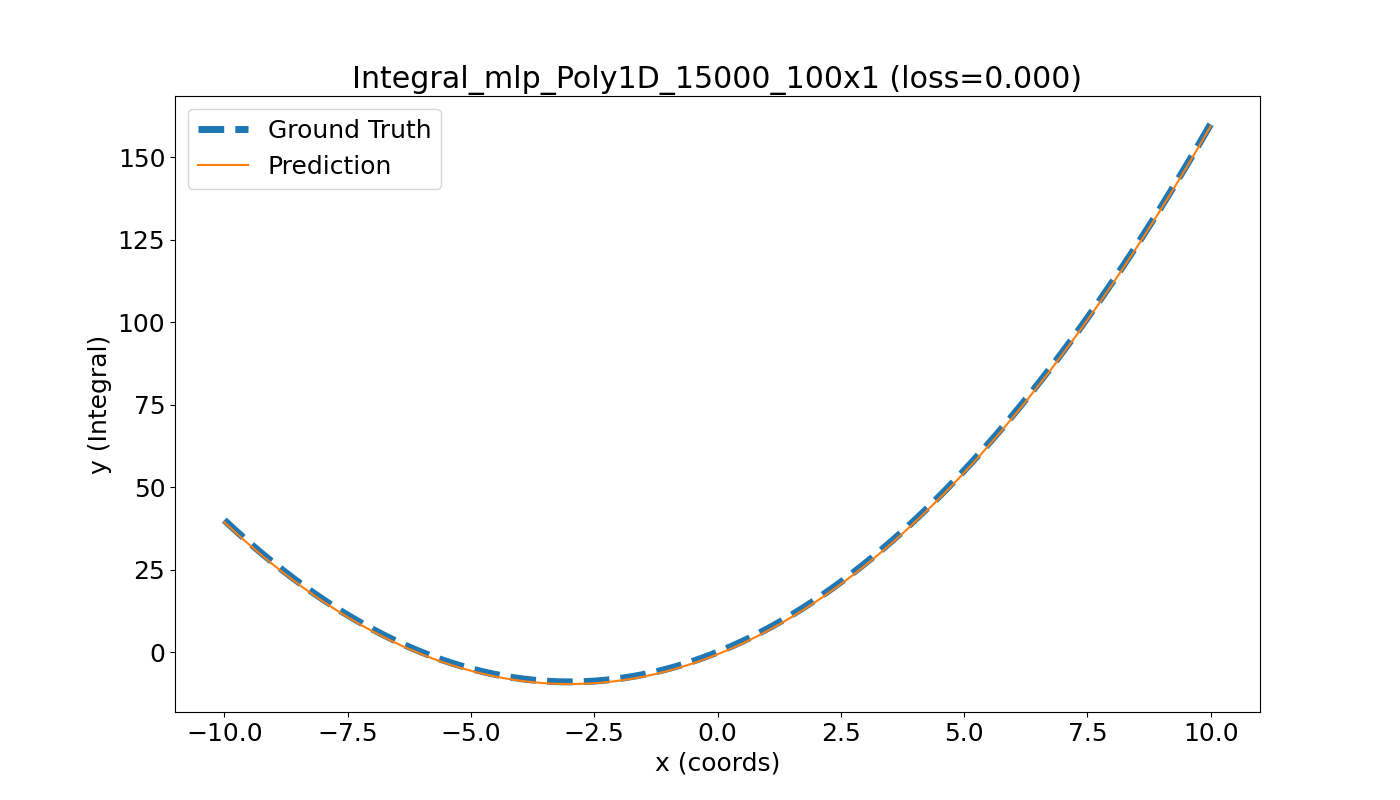 Integral_mlp_Poly1D_15000_100x1 (loss=0.000)
Ground Truth
Prediction
y (Integral)
150
125
100
75
50
25
0
−10.0 −7.5 −5.0 −2.5 0.0 2.5 5.0 7.5 10.0
x (coords)